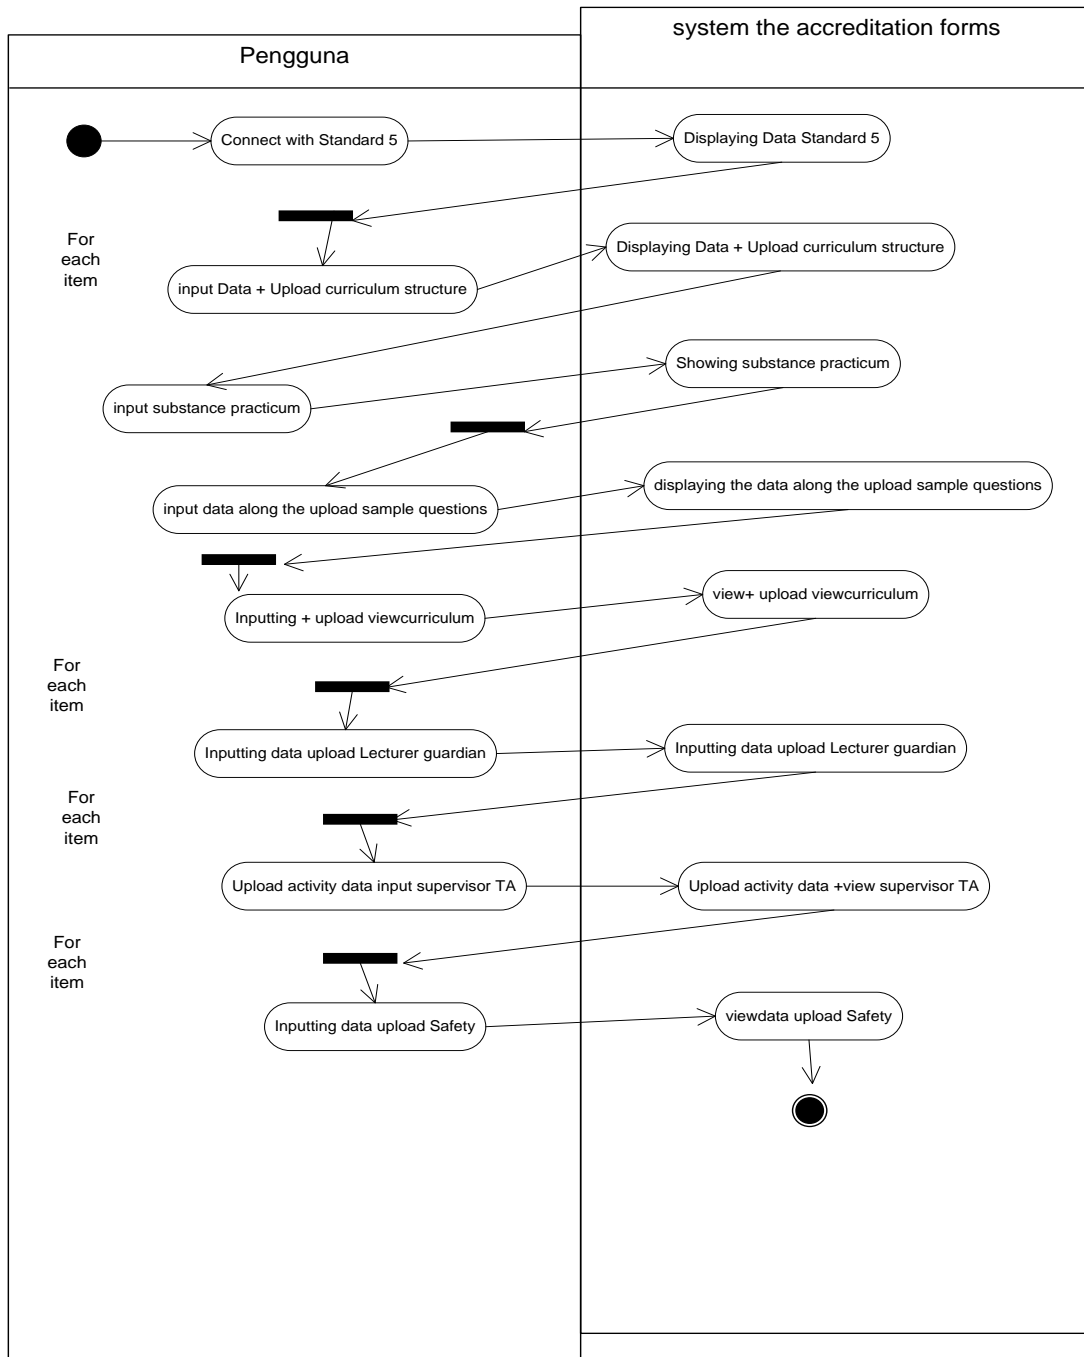 system the accreditation forms
Pengguna
Connect with Standard 5
Displaying Data Standard 5
For
each
item
Displaying Data + Upload curriculum structure
input Data + Upload curriculum structure
Showing substance practicum
input substance practicum
displaying the data along the upload sample questions
input data along the upload sample questions
view+ upload viewcurriculum
Inputting + upload viewcurriculum
For
each
item
Inputting data upload Lecturer guardian
Inputting data upload Lecturer guardian
For
each
item
Upload activity data input supervisor TA
Upload activity data +view supervisor TA
For
each
item
viewdata upload Safety
Inputting data upload Safety